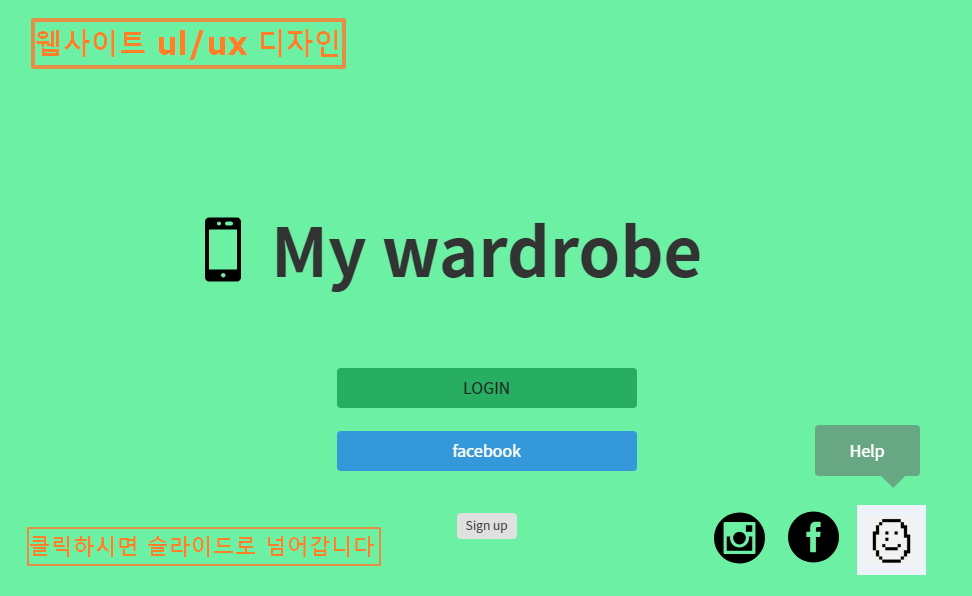 웹사이트 ul/ux 디자인
My wardrobe
LOGIN
facebook
Help
Sign up
클릭하시면 슬라이드로 넘어갑니다